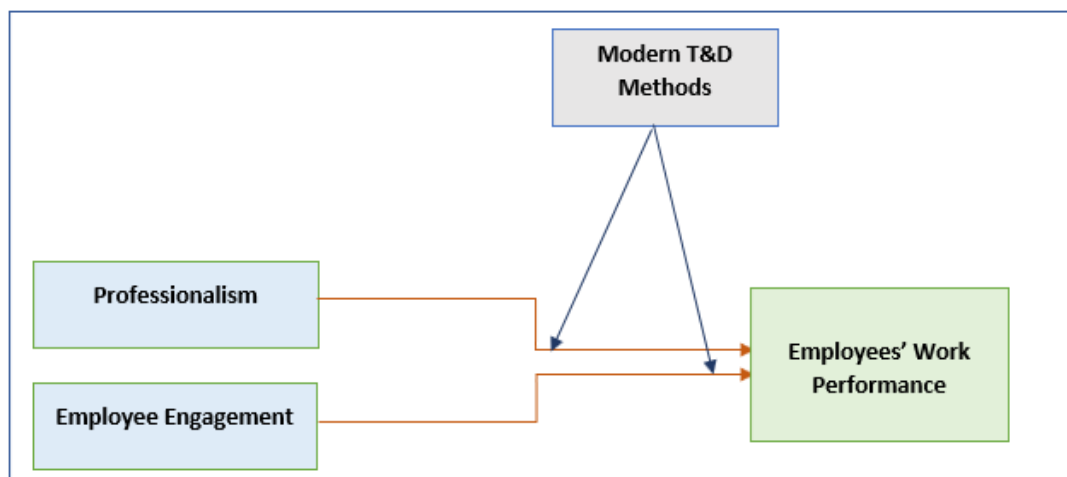 Modern T&D
Methods
Professionalism
Employees’ Work
Performance
Employee Engagement